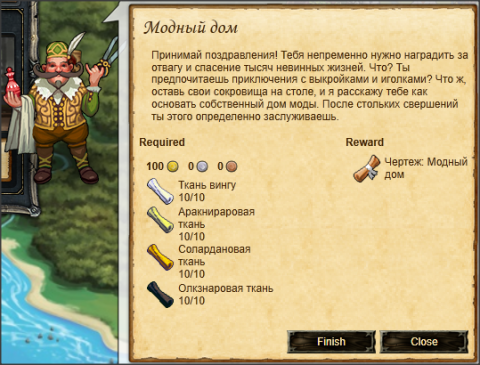 Модный дом
Принимай поздравления! Тебя непременно нужно наградить за
отвагу и спасение тысяч невинных жизней. Что? Ты
предпочитаешь приключения с выкройками и иголками? Что ж,
оставь свои сокровища на столе, и я расскажу тебе как
основать собственный дом моды. После стольких свершений
ты этого определенно заслуживаешь.
Required
Reward
100 0 0
Чертеж: Модный
дом
Ткань вингу
10/10
Аракнираровая
ткань
10/10
Солардановая
ткань
10/10
Олкзнаровая ткань
10/10
Finish
Close